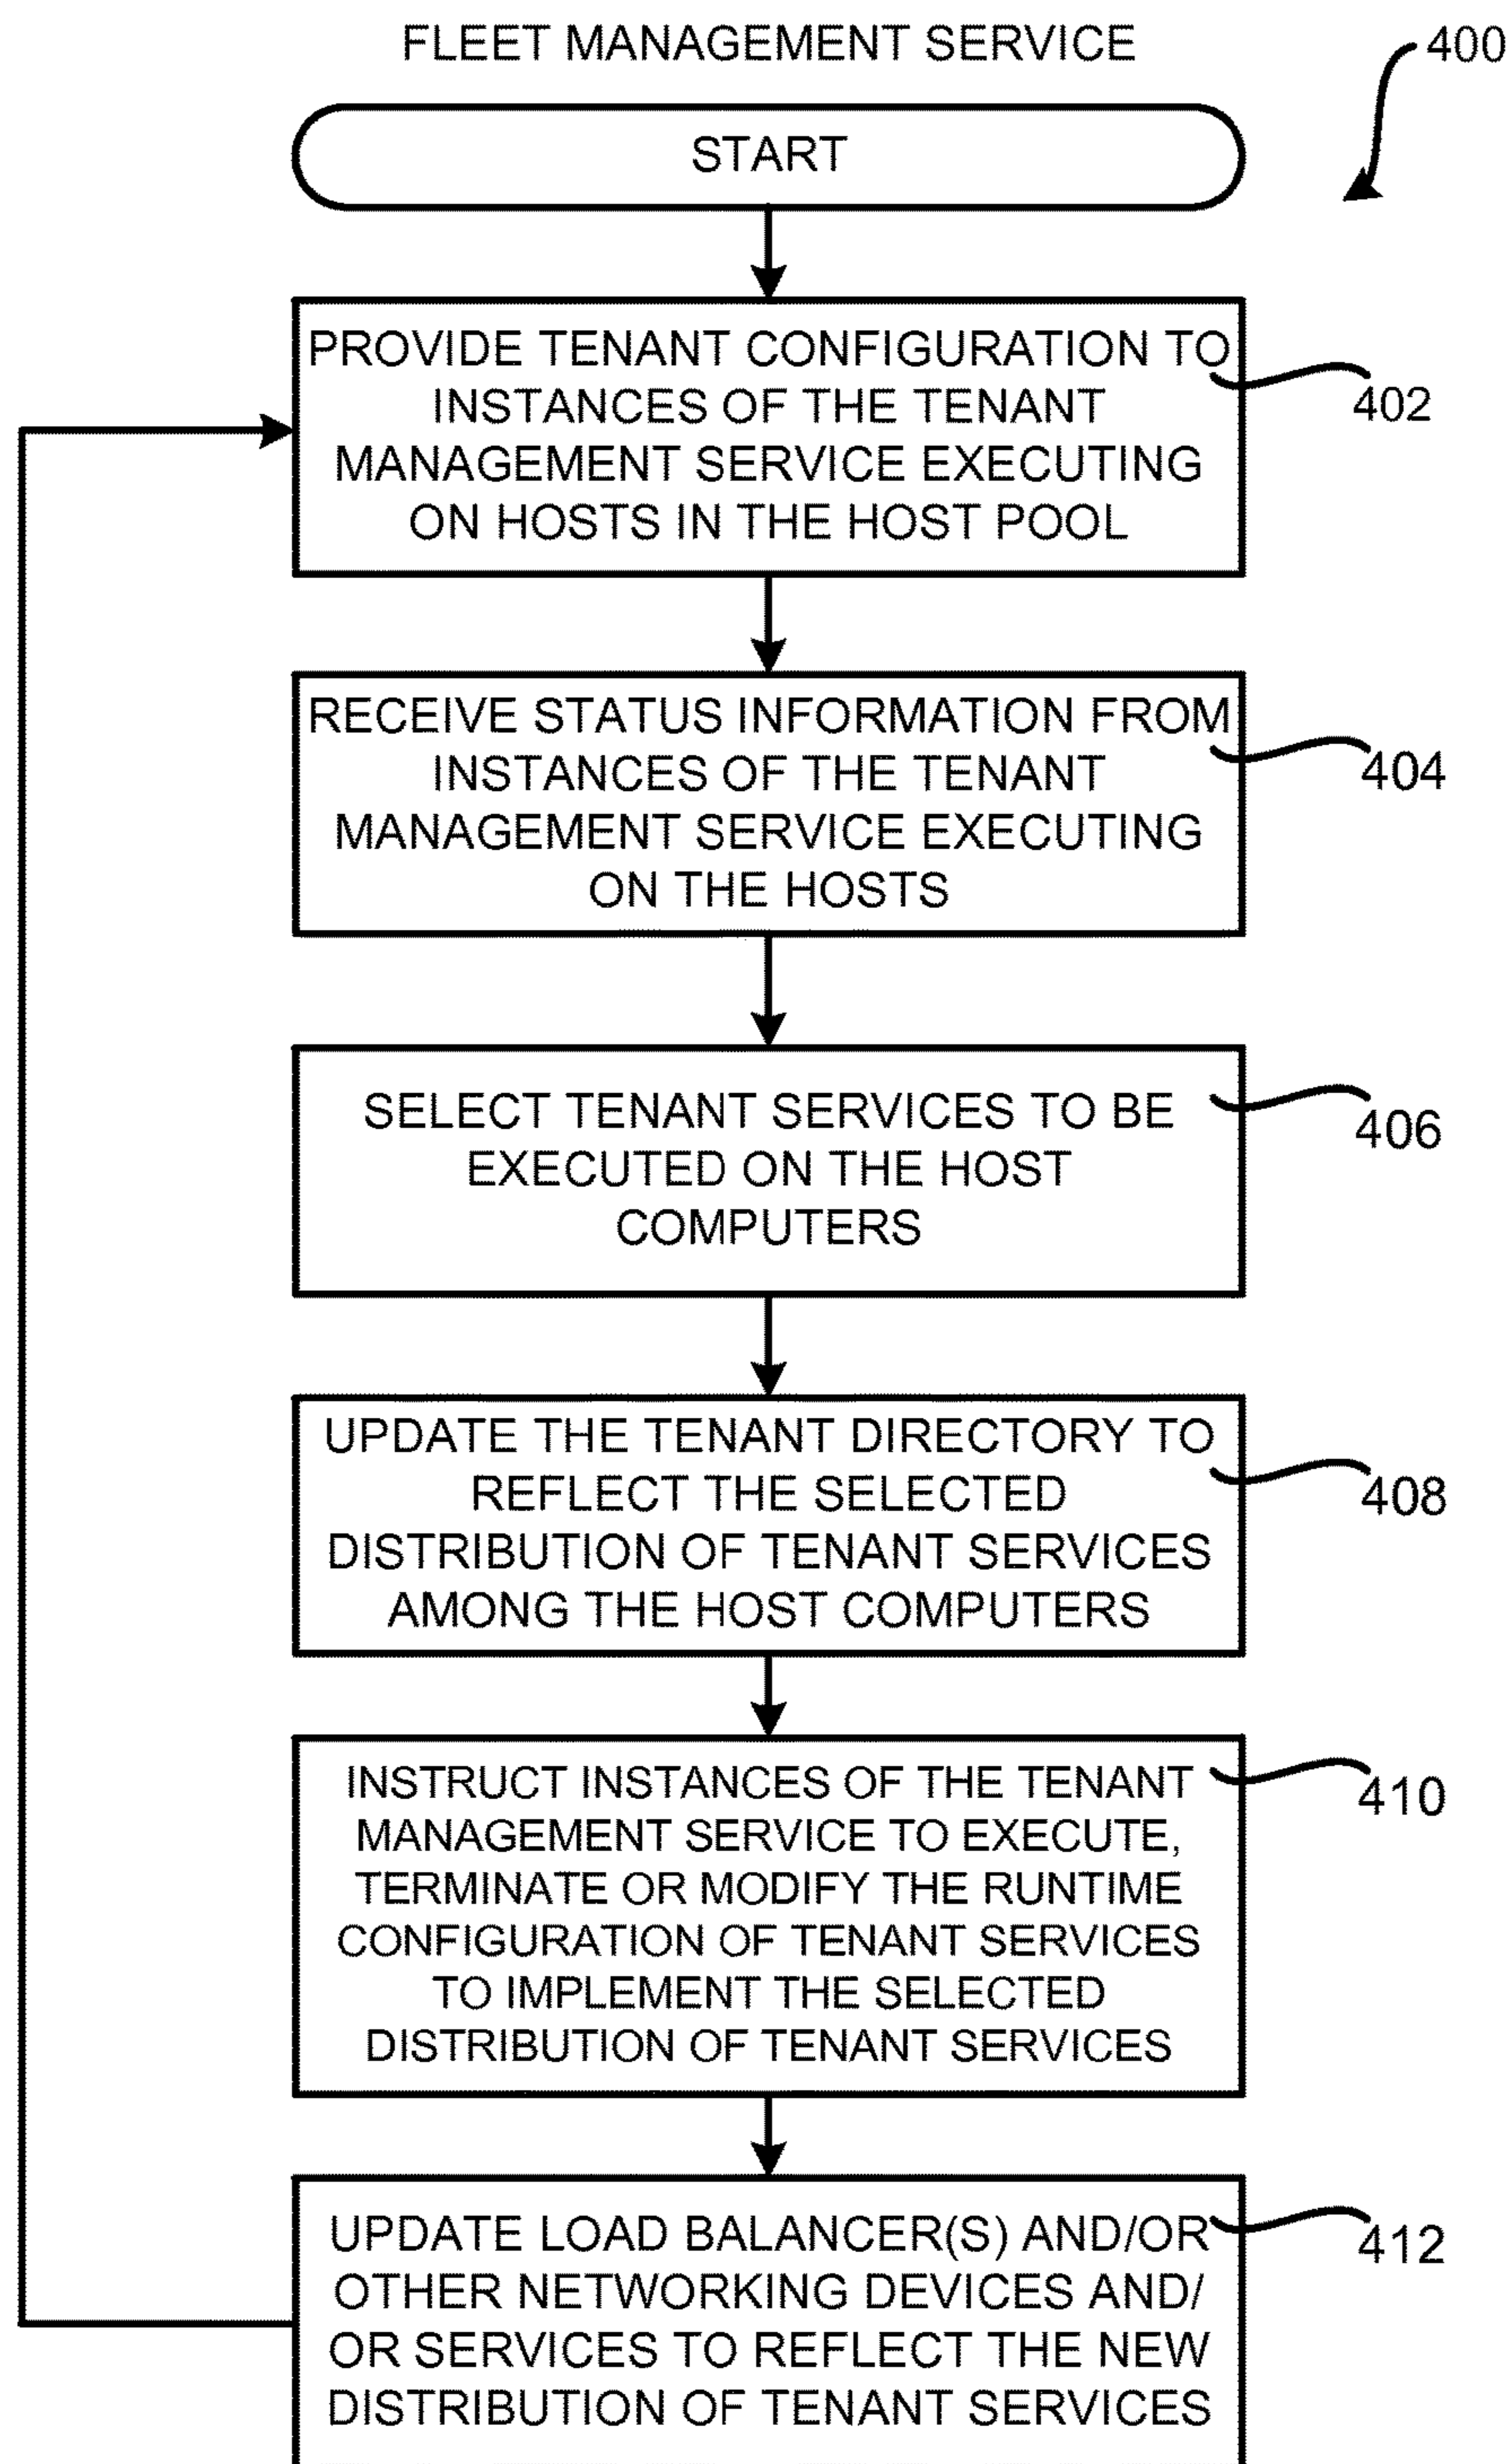 FLEET MANAGEMENT SERVICE
400
START
PROVIDE TENANT CONFIGURATION TO
INSTANCES OF THE TENANT
MANAGEMENT SERVICE EXECUTING
ON HOSTS IN THE HOST POOL
402
RECEIVE STATUS INFORMATION FROM
INSTANCES OF THE TENANT
MANAGEMENT SERVICE EXECUTING
ON THE HOSTS
404
SELECT TENANT SERVICES TO BE
EXECUTED ON THE HOST
COMPUTERS
406
UPDATE THE TENANT DIRECTORY TO
REFLECT THE SELECTED
DISTRIBUTION OF TENANT SERVICES
AMONG THE HOST COMPUTERS
408
INSTRUCT INSTANCES OF THE TENANT
MANAGEMENT SERVICE TO EXECUTE,
TERMINATE OR MODIFY THE RUNTIME
CONFIGURATION OF TENANT SERVICES
TO IMPLEMENT THE SELECTED
DISTRIBUTION OF TENANT SERVICES
410
UPDATE LOAD BALANCER(S) AND/OR
OTHER NETWORKING DEVICES AND/
OR SERVICES TO REFLECT THE NEW
DISTRIBUTION OF TENANT SERVICES
412